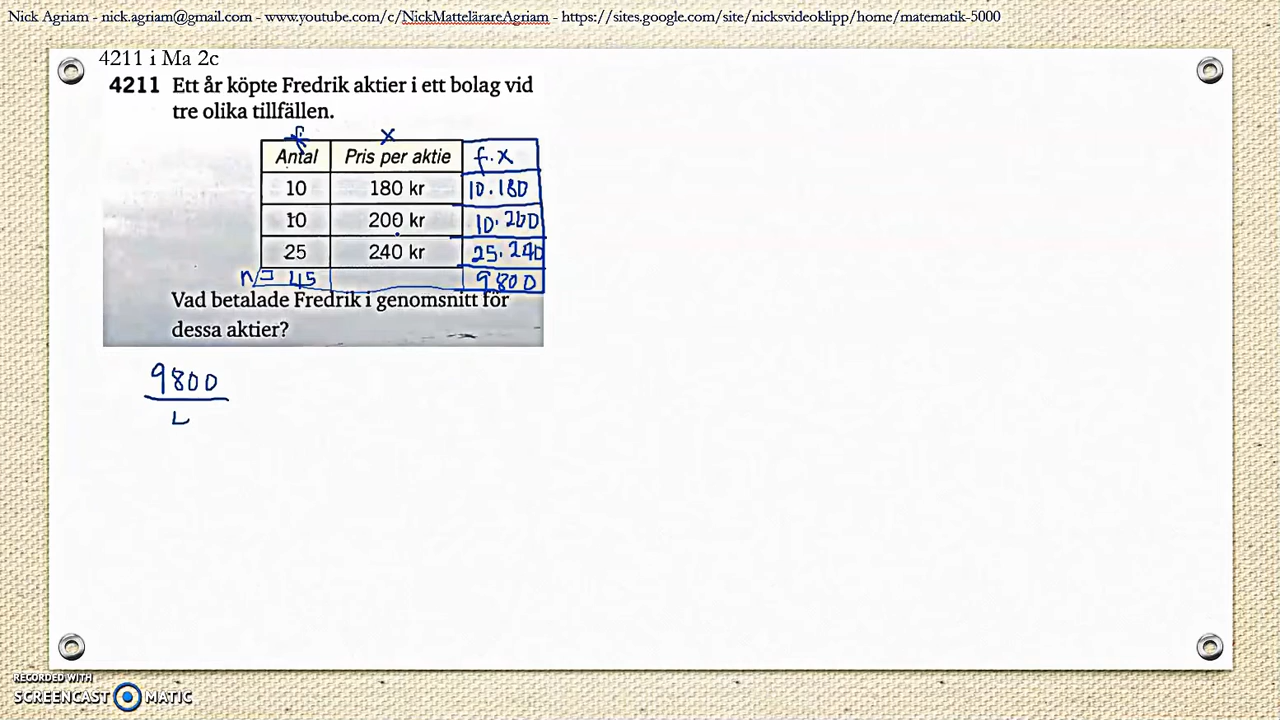 Nick Agriam - nick.agriam@gmail.com - www.youtube.com/c/NickMattelärareAgriam - https://sites.google.com/site/nicksvideoklipp/home/matematik-5000
4211 i Ma 2c
4211 Ett år köpte Fredrik aktier i ett bolag vid
tre olika tillfällen.
f x
Antal Pris per aktie f·x
10 180 kr 10·180
10 200 kr 10·200
25 240 kr 25·240
n= 45 9800
Vad betalade Fredrik i genomsnitt för
dessa aktier?
9800
RECORDED WITH
SCREENCAST MATIC